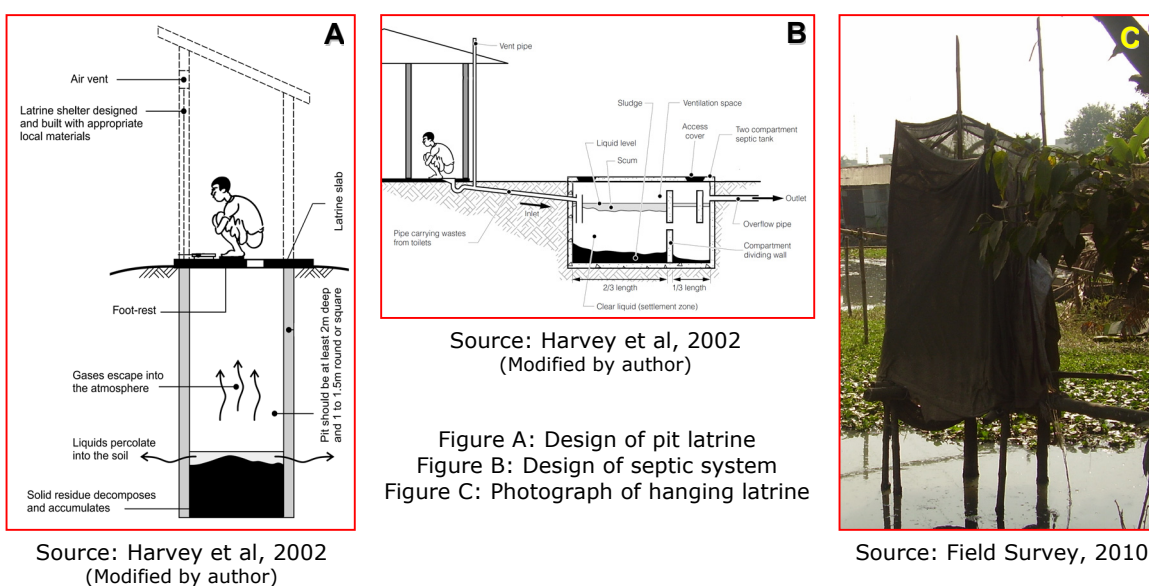 A
Air vent
Latrine shelter designed
and built with appropriate
local materials
Latrine slab
Foot-rest
Pit should be at least 2m deep
and 1 to 1.5m round or square
Gases escape into
the atmosphere
Liquids percolate
into the soil
Solid residue decomposes
and accumulates
Source: Harvey et al, 2002
(Modified by author)
B
Vent pipe
Sludge
Ventilation space
Liquid level
Scum
Access
cover
Two compartment
septic tank
Inlet
Outlet
Pipe carrying wastes
from toilets
Overflow pipe
Compartment
dividing wall
2/3 length
1/3 length
Clear liquid (settlement zone)
Source: Harvey et al, 2002
(Modified by author)
Figure A: Design of pit latrine
Figure B: Design of septic system
Figure C: Photograph of hanging latrine
C
Source: Field Survey, 2010